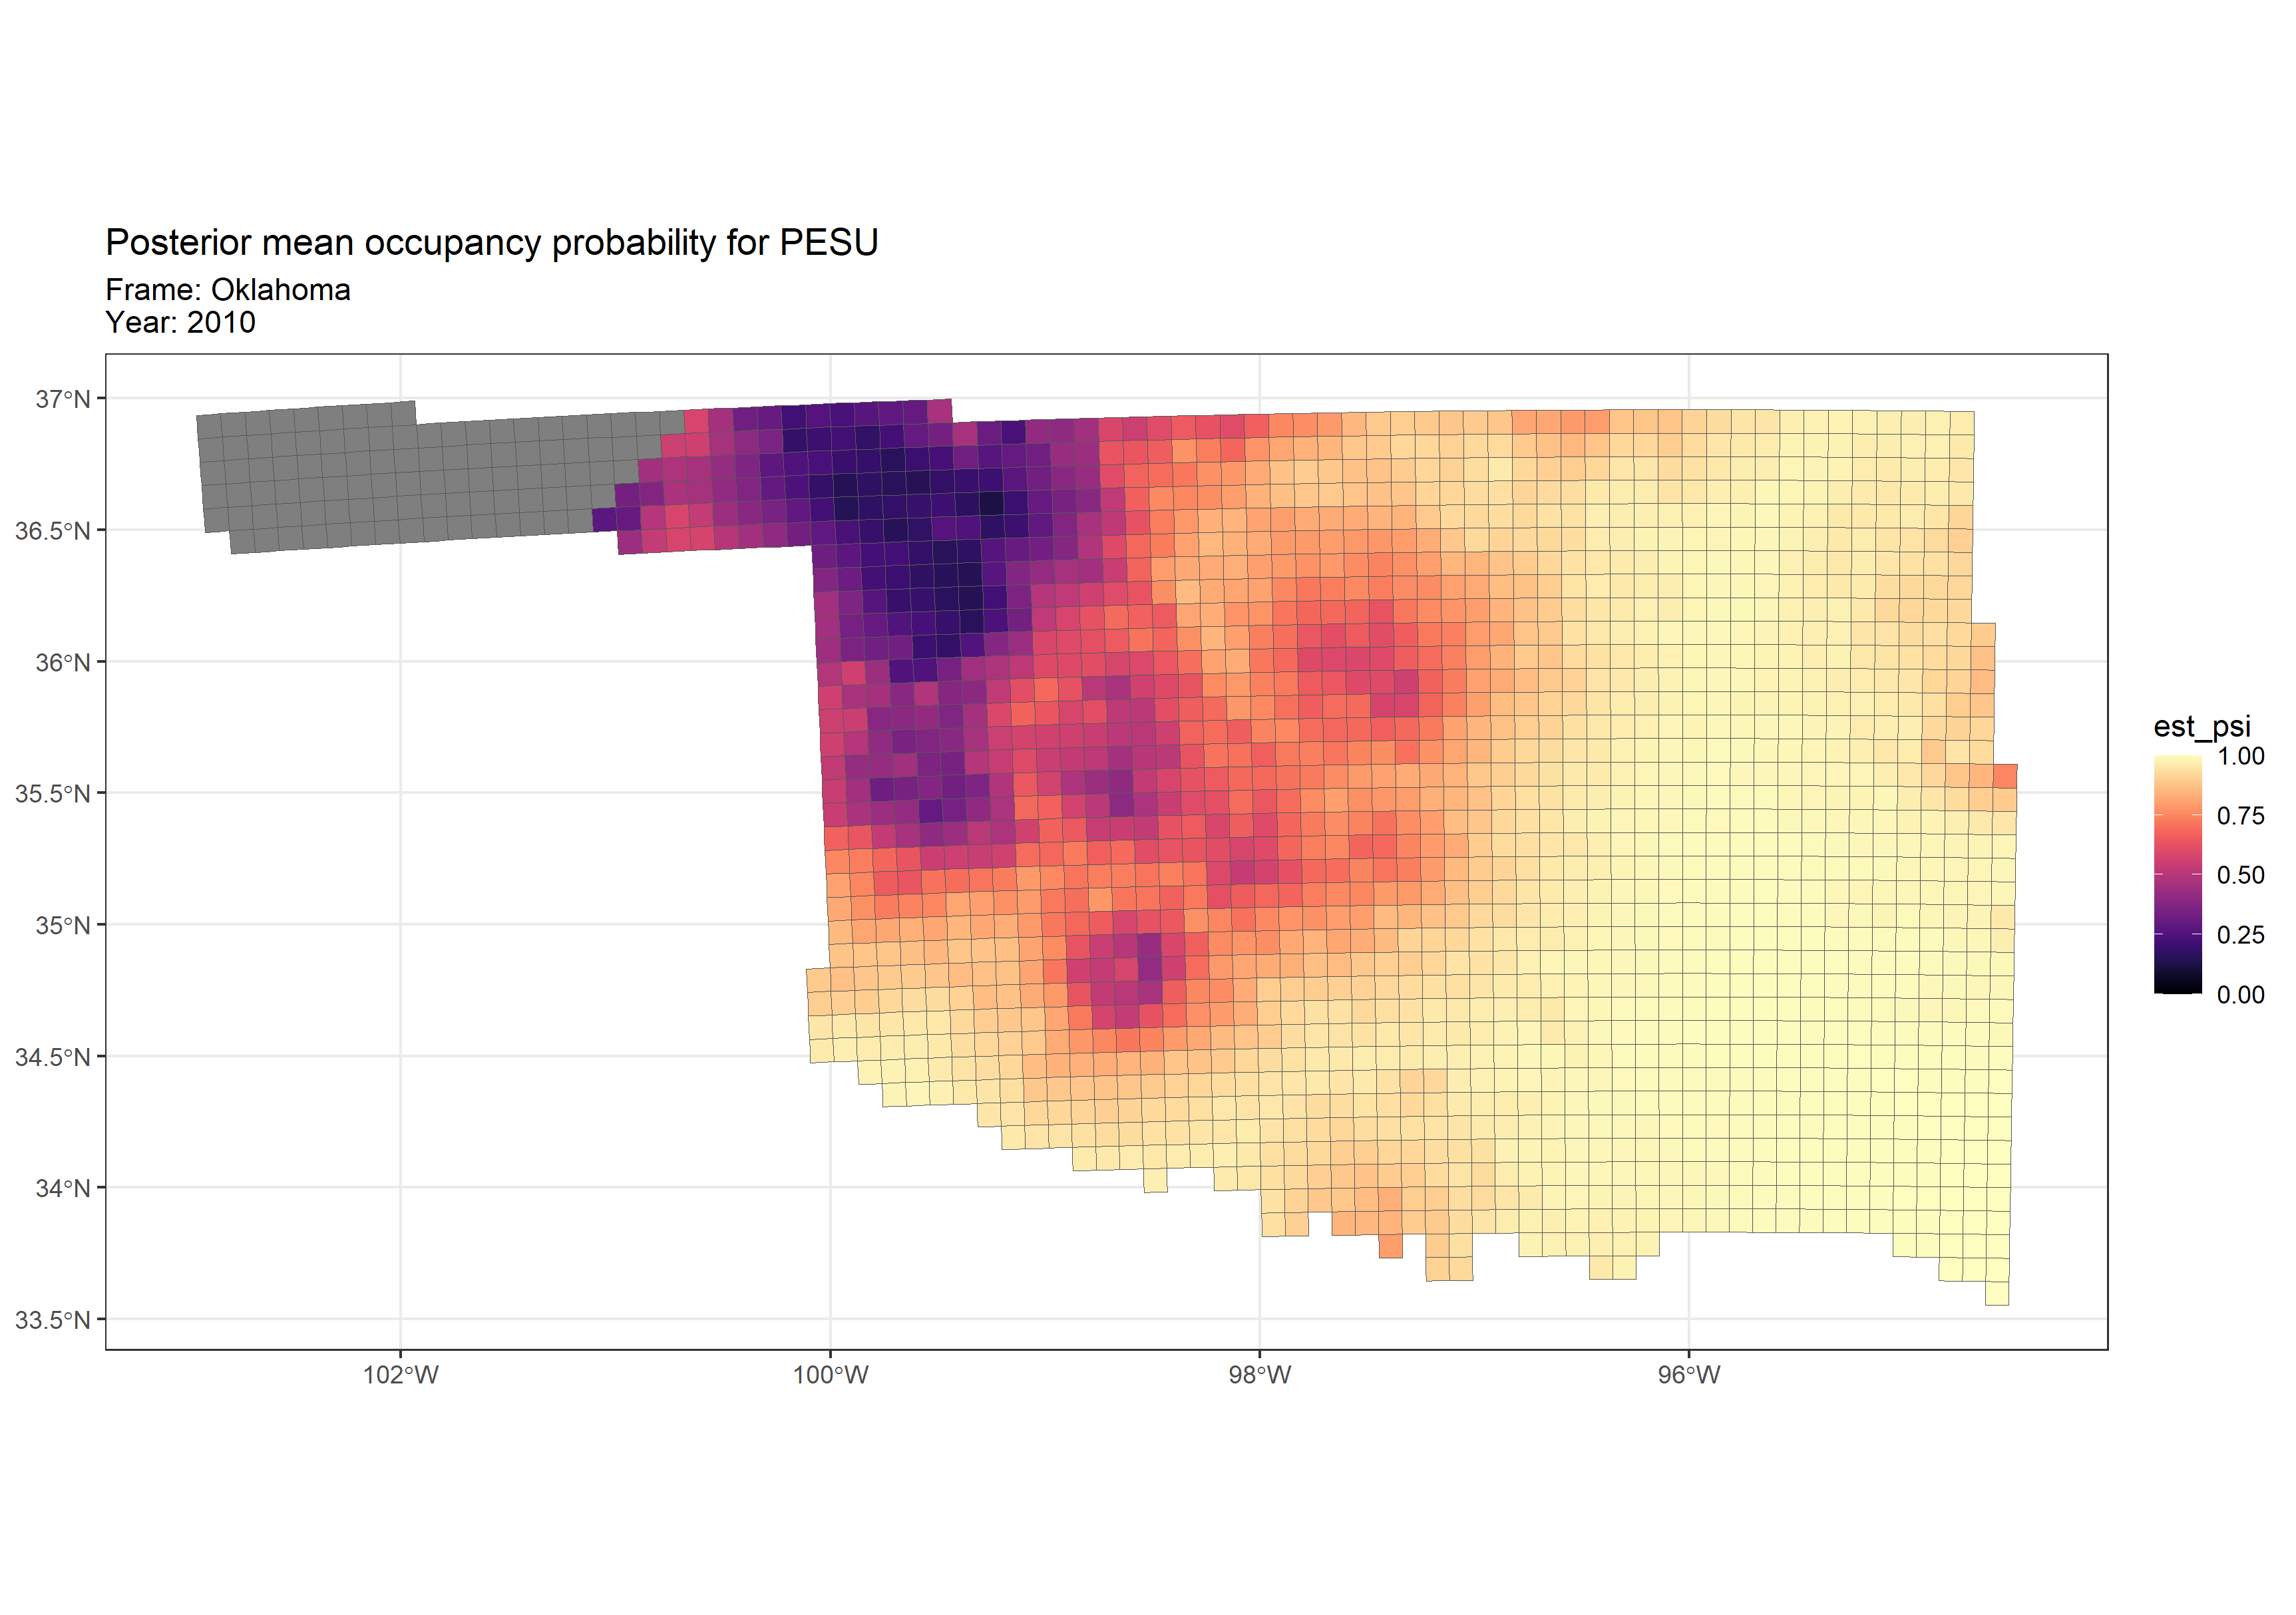 Posterior mean occupancy probability for PESU
Frame: Oklahoma
Year: 2010
37°N
36.5°N
36°N
35.5°N
35°N
34.5°N
34°N
33.5°N
102°W
100°W
98°W
96°W
est_psi
1.00
0.75
0.50
0.25
0.00